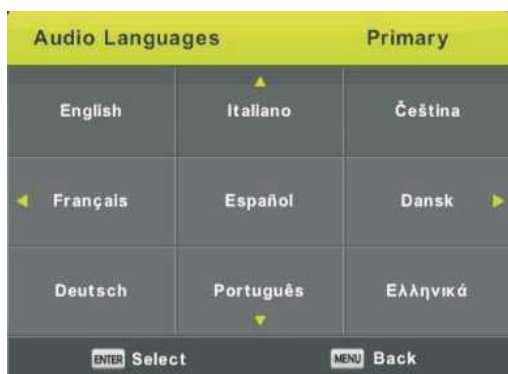 Audio Languages Primary
English Italiano Čeština
Français Español Dansk
Deutsch Português Ελληνικά
ENTER Select MENU Back